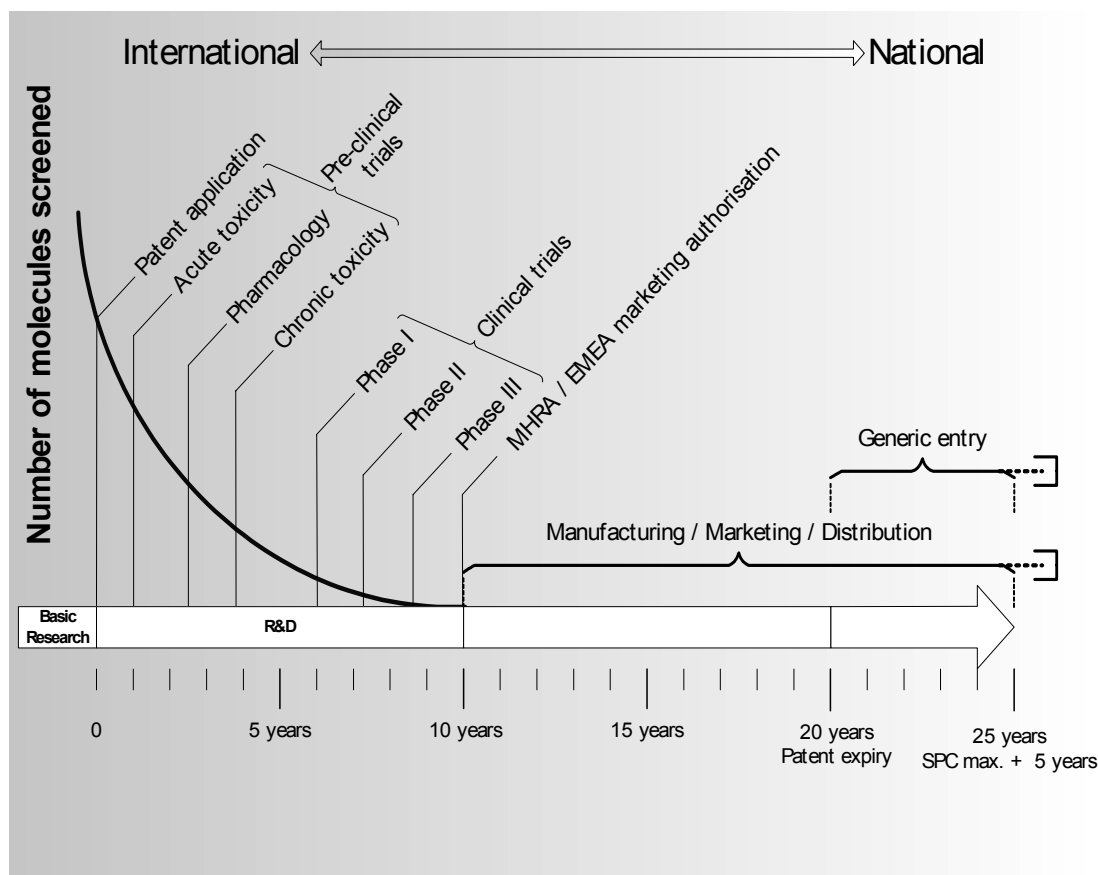 International
National
Number of molecules screened
Patent application
Acute toxicity
Pre-clinical
trials
Pharmacology
Chronic toxicity
Phase I
Clinical trials
Phase II
Phase III
MHRA / EMEA marketing authorisation
Generic entry
Manufacturing / Marketing / Distribution
Basic
Research
R&D
0
5 years
10 years
15 years
20 years
Patent expiry
25 years
SPC max. + 5 years